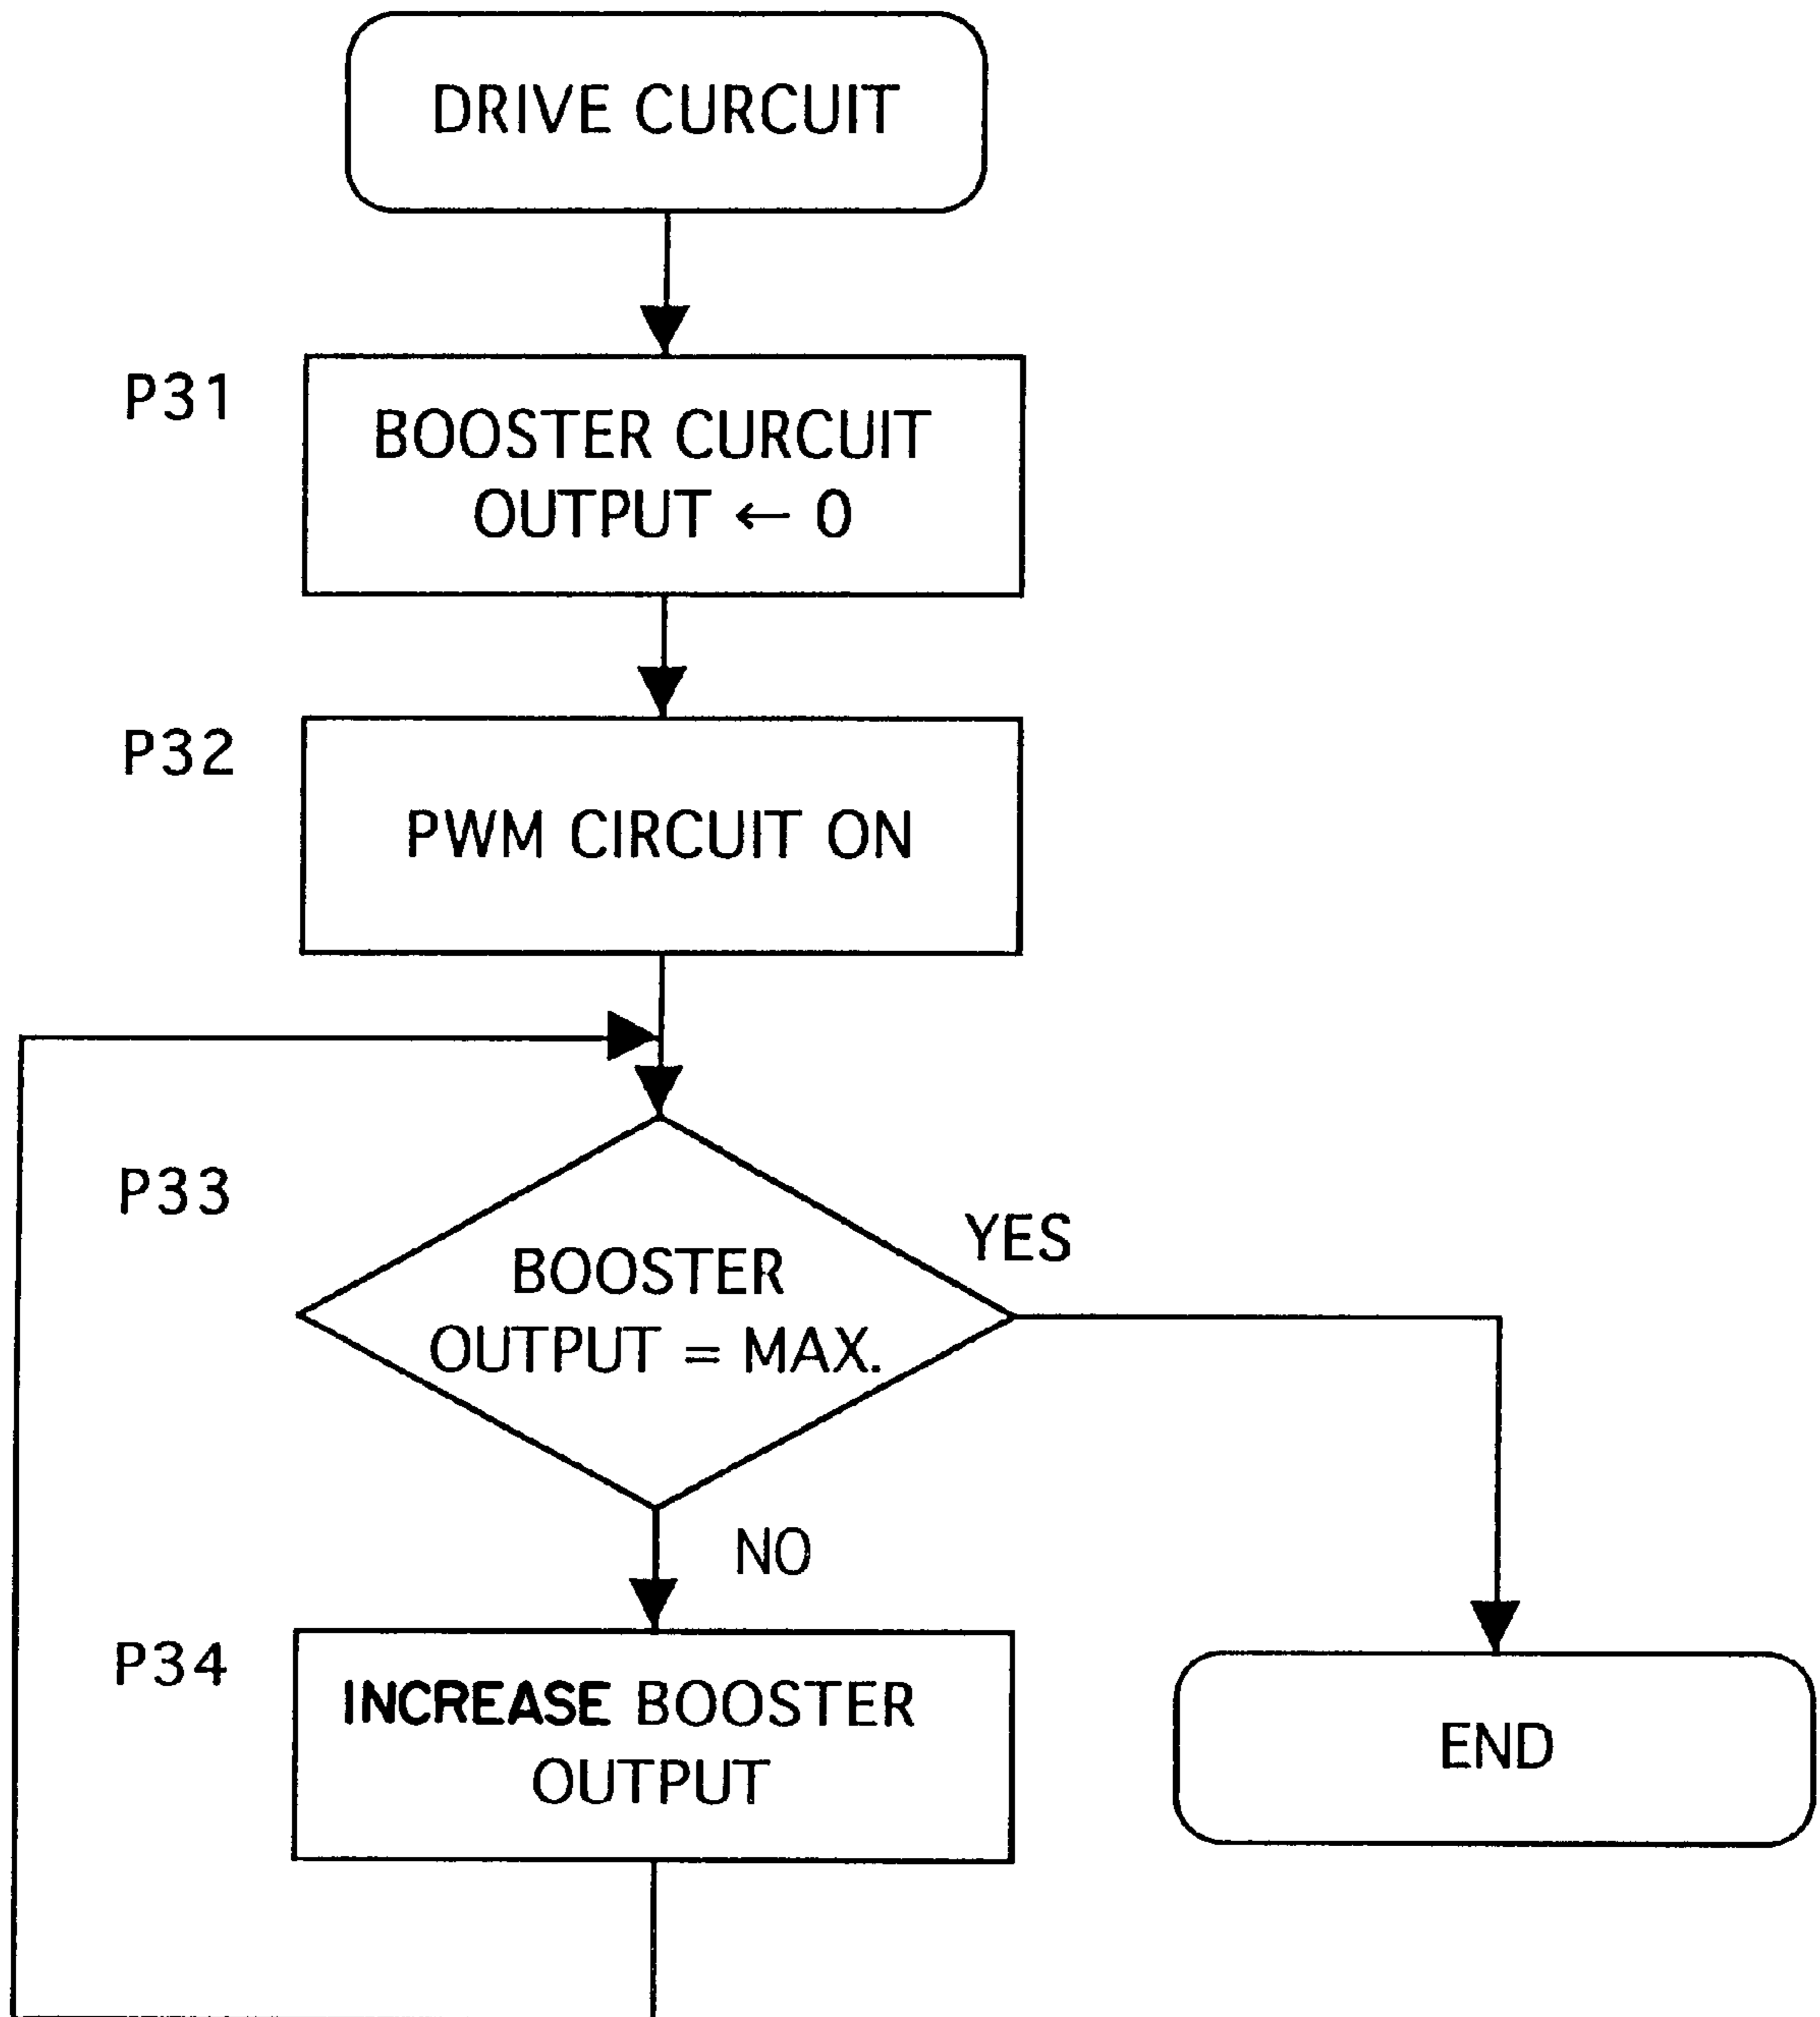 DRIVE CURCUIT
P31
BOOSTER CURCUIT
OUTPUT ← 0
P32
PWM CIRCUIT ON
P33
BOOSTER
OUTPUT = MAX.
YES
NO
P34
INCREASE BOOSTER
OUTPUT
END